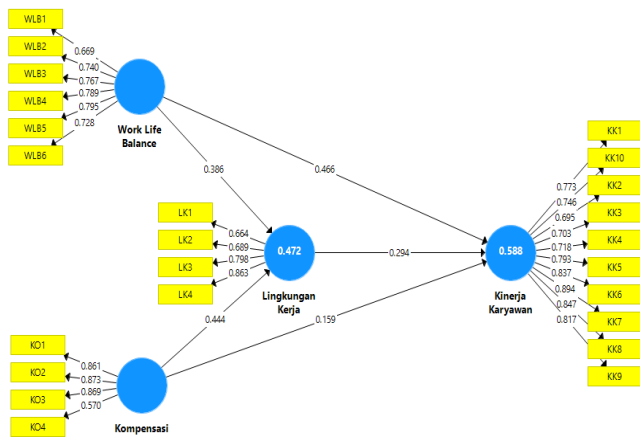 WLB1
WLB2
WLB3
WLB4
WLB5
WLB6
0.669
0.740
0.767
0.789
0.795
0.728
Work Life
Balance
0.386
0.466
LK1
LK2
LK3
LK4
0.664
0.689
0.798
0.863
0.472
Lingkungan
Kerja
0.294
0.444
0.159
KO1
KO2
KO3
KO4
0.861
0.873
0.869
0.570
Kompensasi
0.588
Kinerja
Karyawan
0.773
0.746
0.695
0.703
0.718
0.793
0.837
0.894
0.847
0.817
KK1
KK10
KK2
KK3
KK4
KK5
KK6
KK7
KK8
KK9